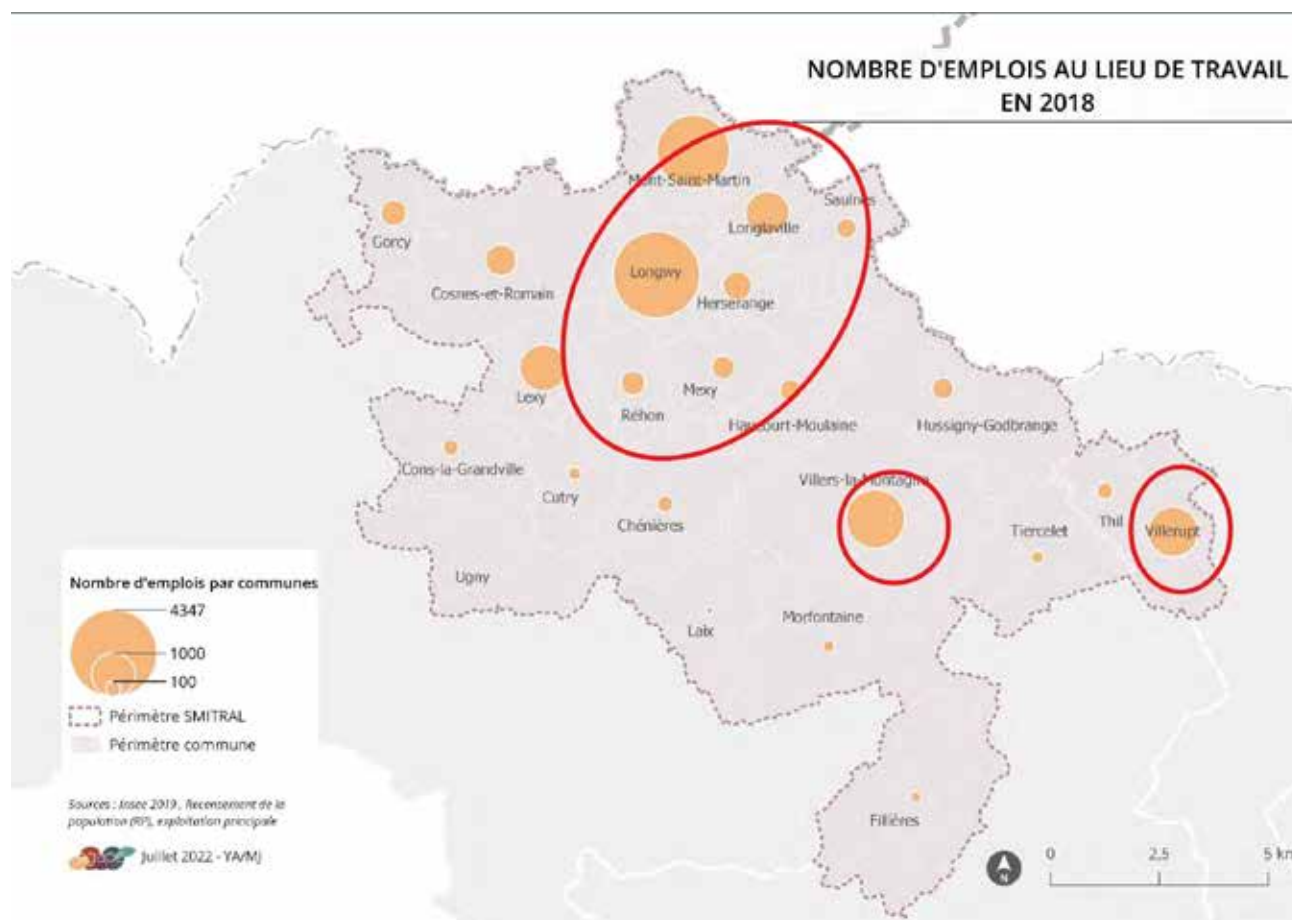 NOMBRE D'EMPLOIS AU LIEU DE TRAVAIL
EN 2018
Mont-Saint-Martin
Saulnes
Longlaville
Gorcy
Longwy
Cosnes-et-Romain
Herserange
Lexy
Réhon
Mexy
Haucourt-Moulaine
Hussigny-Godbrange
Cons-la-Grandville
Cutry
Villers-la-Montagne
Chénières
Tiercelet
Thil
Villerupt
Ugny
Laix
Morfontaine
Fillières
Nombre d'emplois par communes
4347
1000
100
Périmètre SMITRAL
Périmètre commune
Sources : Insee 2019 , Recensement de la
population (RP), exploitation principale
Juillet 2022 - YA/MJ
N
0 2,5 5 km